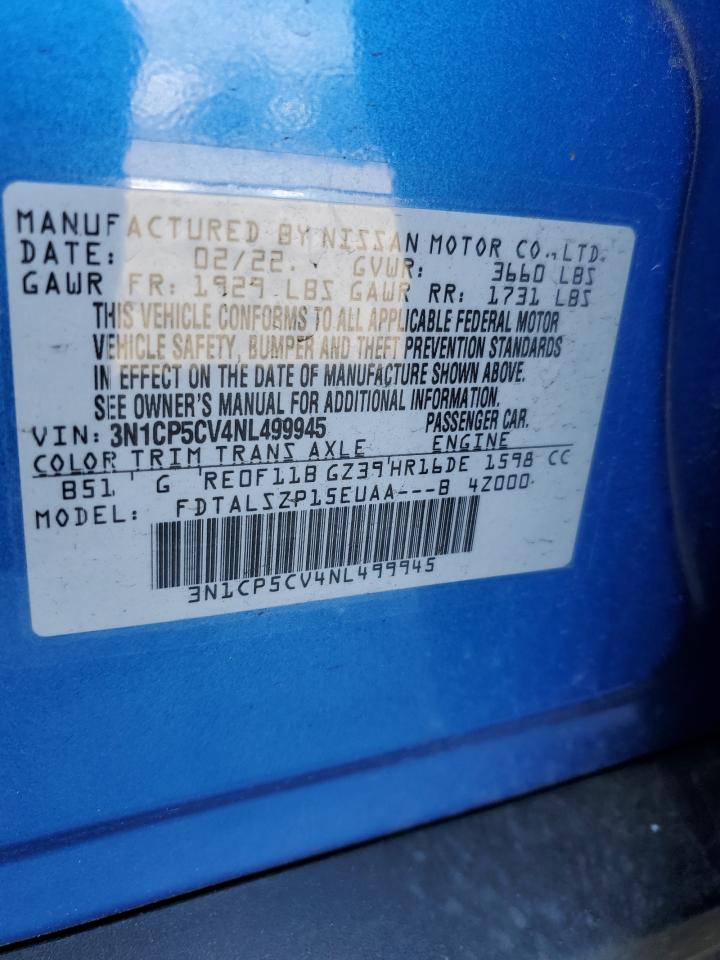 MANUFACTURED BY NISSAN MOTOR CO., LTD.
DATE: 02/22. GVWR: 3660 LBS
GAWR FR: 1929 LBS GAWR RR: 1731 LBS
THIS VEHICLE CONFORMS TO ALL APPLICABLE FEDERAL MOTOR
VEHICLE SAFETY, BUMPER AND THEFT PREVENTION STANDARDS
IN EFFECT ON THE DATE OF MANUFACTURE SHOWN ABOVE.
SEE OWNER'S MANUAL FOR ADDITIONAL INFORMATION.
VIN: 3N1CP5CV4NL499945 PASSENGER CAR.
COLOR TRIM TRANS AXLE ENGINE
B51 G RE0F11B GZ39 HR16DE 1598 CC
MODEL: FDTALSZP15EUAA---B 4Z000
3N1CP5CV4NL499945